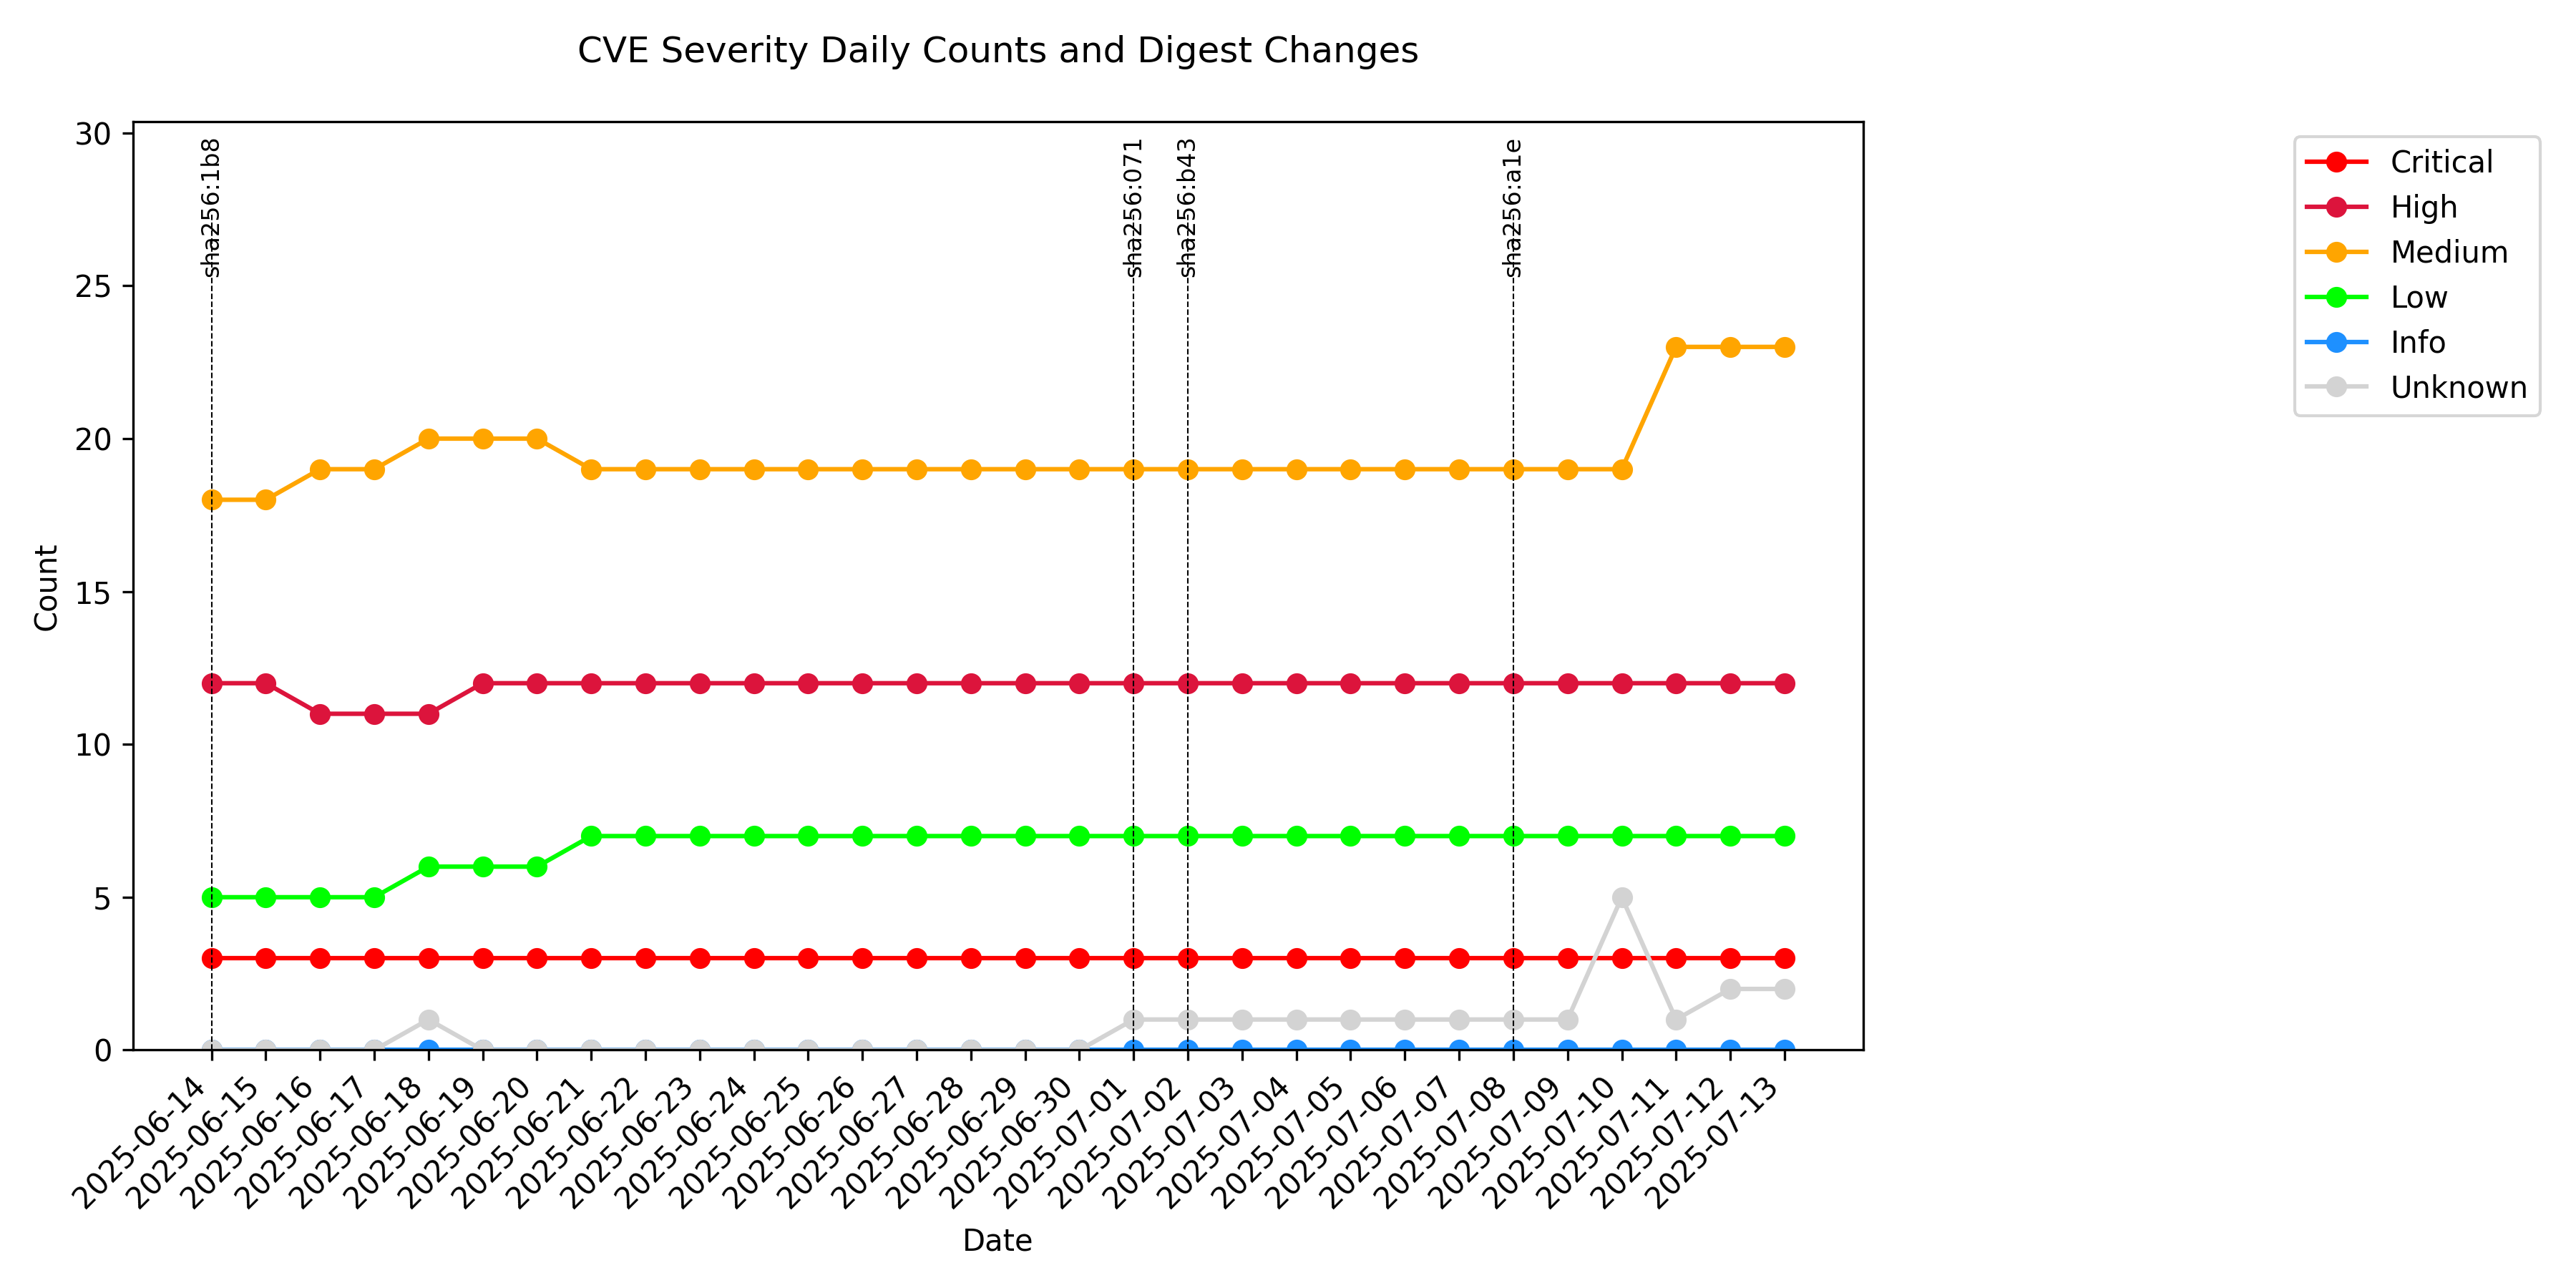 CVE Severity Daily Counts and Digest Changes
30
25
20
15
10
5
0
Count
sha256:1b8
sha256:071
sha256:b43
sha256:a1e
Critical
High
Medium
Low
Info
Unknown
2025-06-14
2025-06-15
2025-06-16
2025-06-17
2025-06-18
2025-06-19
2025-06-20
2025-06-21
2025-06-22
2025-06-23
2025-06-24
2025-06-25
2025-06-26
2025-06-27
2025-06-28
2025-06-29
2025-06-30
2025-07-01
2025-07-02
2025-07-03
2025-07-04
2025-07-05
2025-07-06
2025-07-07
2025-07-08
2025-07-09
2025-07-10
2025-07-11
2025-07-12
2025-07-13
Date